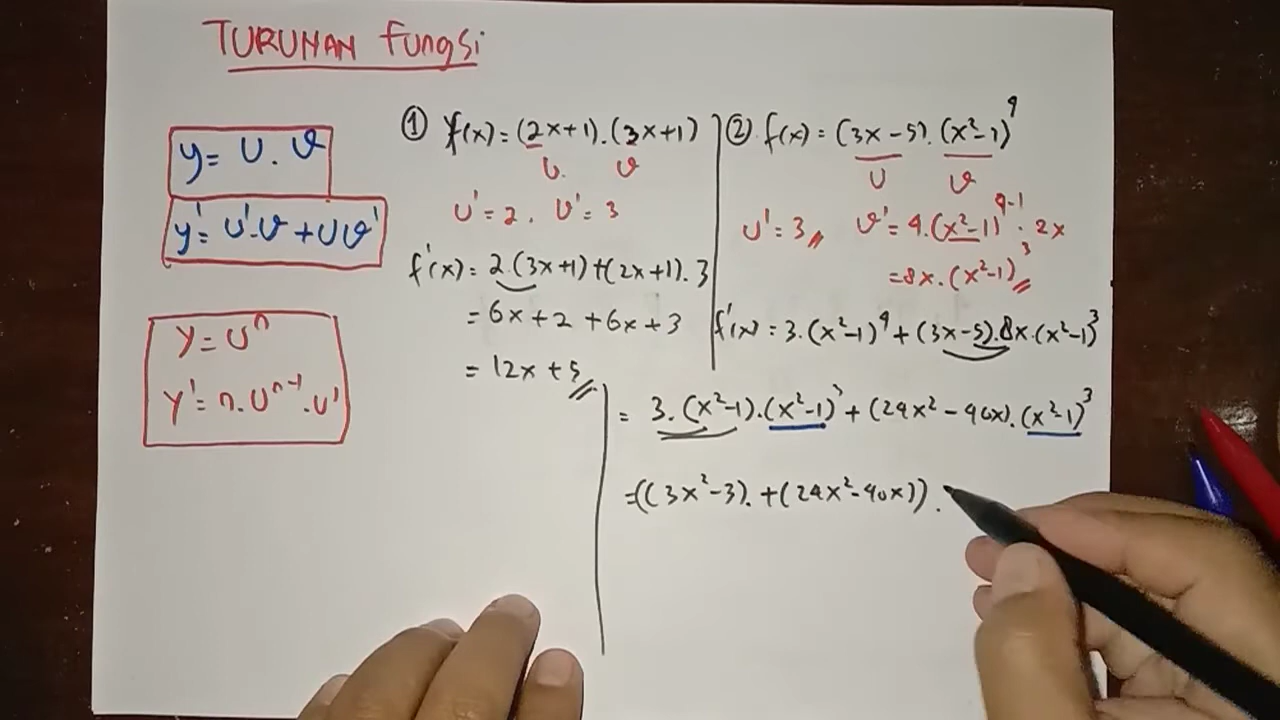 TURUNAN fungsi
y = U . V
y' = U'.V + UV'
y = Uⁿ
y' = n.Uⁿ⁻¹.U'
① f(x) = (2x+1).(3x+1)
U V
U' = 2, V' = 3
f'(x) = 2.(3x+1)+(2x+1).3
= 6x+2+6x+3
= 12x+5
② f(x) = (3x-5).(x²-1)⁴
U V
U' = 3 V' = 4.(x²-1)⁴⁻¹.2x
= 8x.(x²-1)³
f'(x) = 3.(x²-1)⁴ + (3x-5).8x.(x²-1)³
= 3.(x²-1).(x²-1)³ + (24x²-40x).(x²-1)³
= ((3x²-3). + (24x²-40x)).